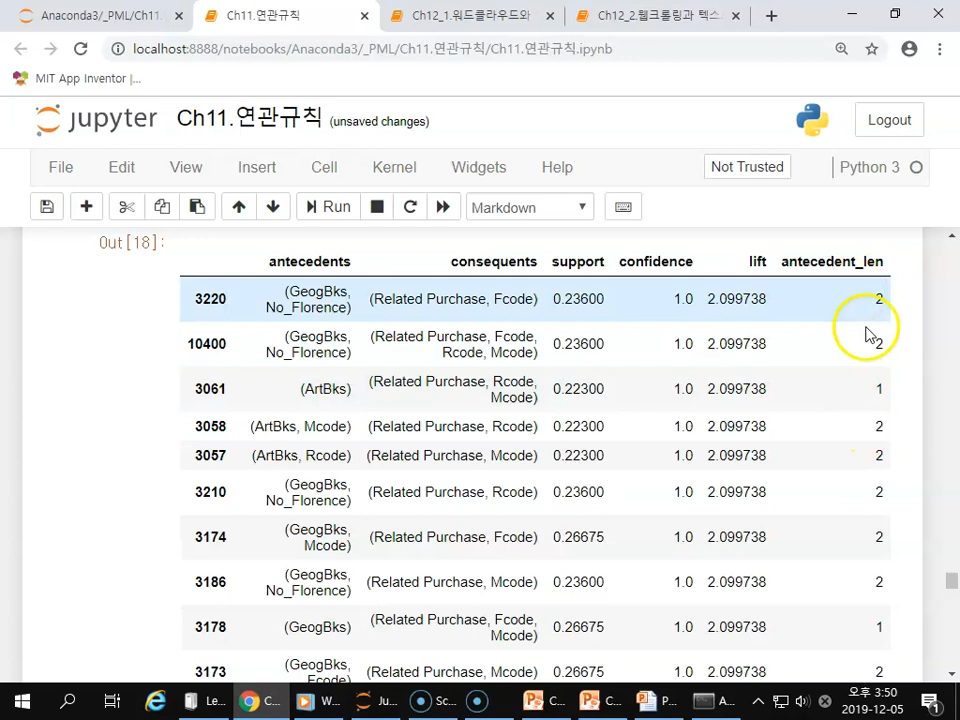 Anaconda3/_PML/Ch11.
Ch11.연관규칙
Ch12_1.워드클라우드와
Ch12_2.웹크롤링과 텍스
localhost:8888/notebooks/Anaconda3/_PML/Ch11.연관규칙/Ch11.연관규칙.ipynb
MIT App Inventor |...
jupyter Ch11.연관규칙 (unsaved changes)
Logout
File Edit View Insert Cell Kernel Widgets Help Not Trusted Python 3
Run Markdown
Out[18]:
antecedents consequents support confidence lift antecedent_len
3220 (GeogBks, No_Florence) (Related Purchase, Fcode) 0.23600 1.0 2.099738 2
10400 (GeogBks, No_Florence) (Related Purchase, Fcode, Rcode, Mcode) 0.23600 1.0 2.099738 2
3061 (ArtBks) (Related Purchase, Rcode, Mcode) 0.22300 1.0 2.099738 1
3058 (ArtBks, Mcode) (Related Purchase, Rcode) 0.22300 1.0 2.099738 2
3057 (ArtBks, Rcode) (Related Purchase, Mcode) 0.22300 1.0 2.099738 2
3210 (GeogBks, No_Florence) (Related Purchase, Rcode) 0.23600 1.0 2.099738 2
3174 (GeogBks, Mcode) (Related Purchase, Fcode) 0.26675 1.0 2.099738 2
3186 (GeogBks, No_Florence) (Related Purchase, Mcode) 0.23600 1.0 2.099738 2
3178 (GeogBks) (Related Purchase, Fcode, Mcode) 0.26675 1.0 2.099738 1
3173 (GeogBks, Fcode) (Related Purchase, Mcode) 0.26675 1.0 2.099738 2
Le... C... W... Ju... Sc... C... C... P... A...
오후 3:50
2019-12-05
1